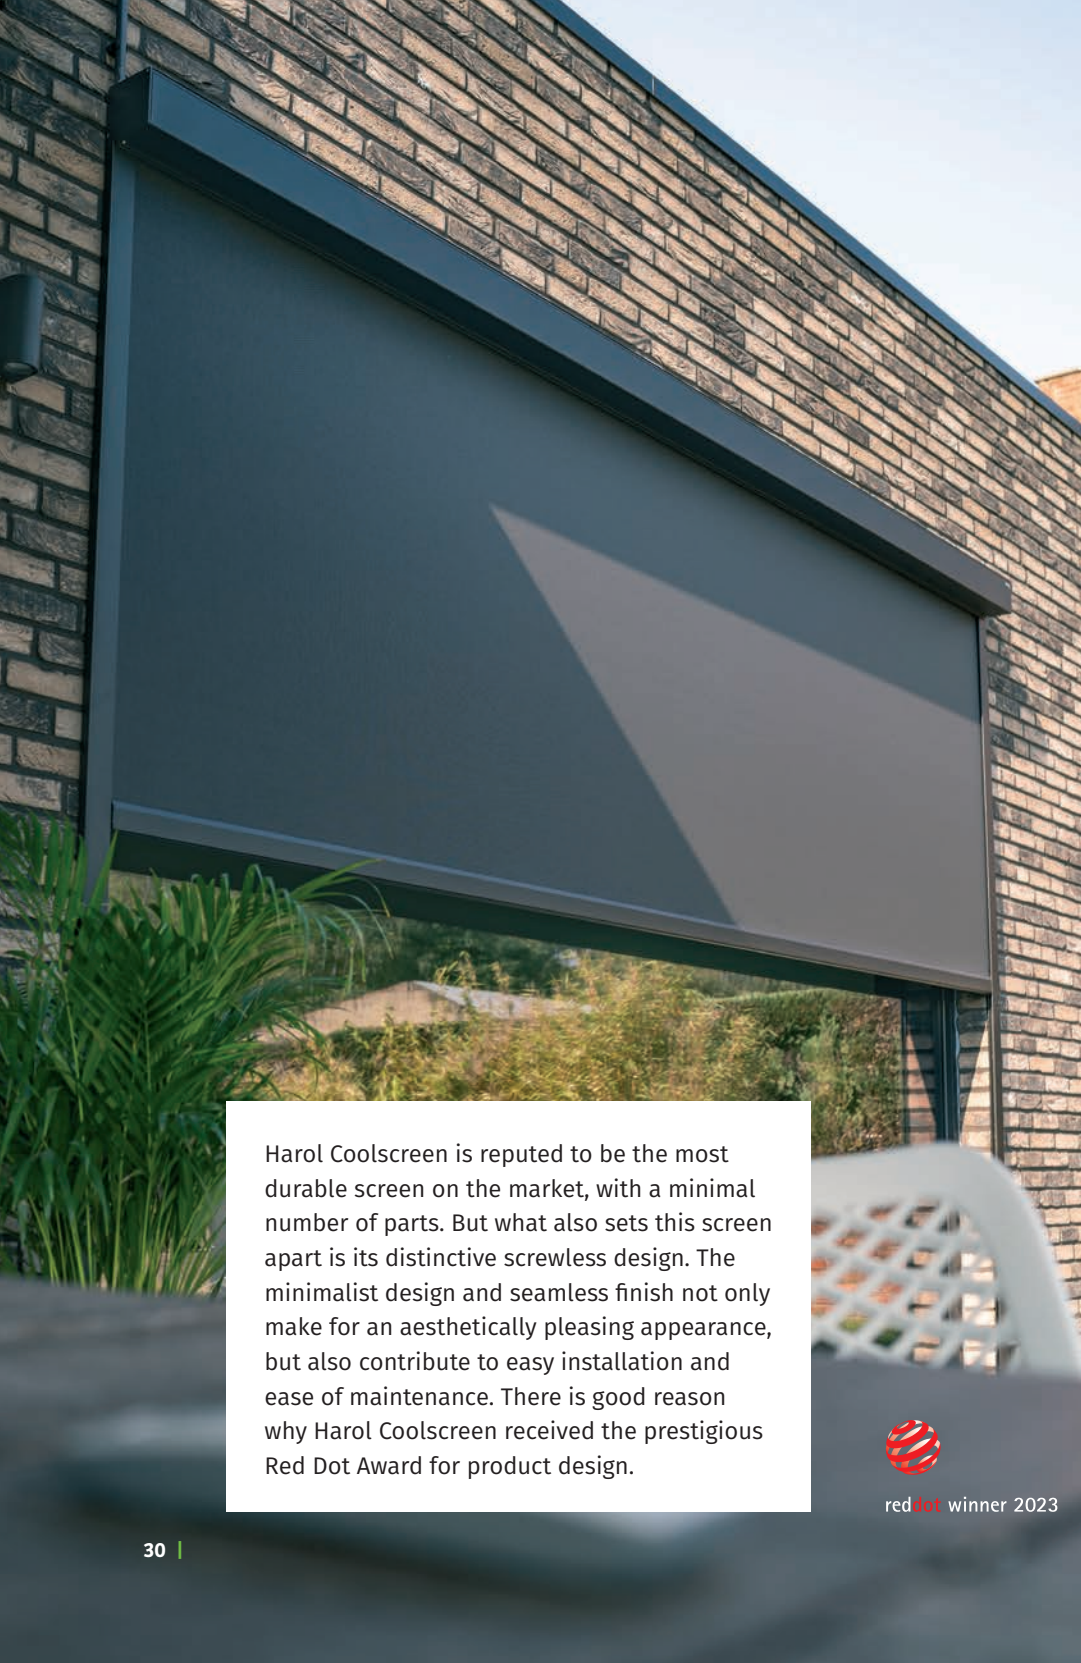 Harol Coolscreen is reputed to be the most
durable screen on the market, with a minimal
number of parts. But what also sets this screen
apart is its distinctive screwless design. The
minimalist design and seamless finish not only
make for an aesthetically pleasing appearance,
but also contribute to easy installation and
ease of maintenance. There is good reason
why Harol Coolscreen received the prestigious
Red Dot Award for product design.
reddot winner 2023
30 |